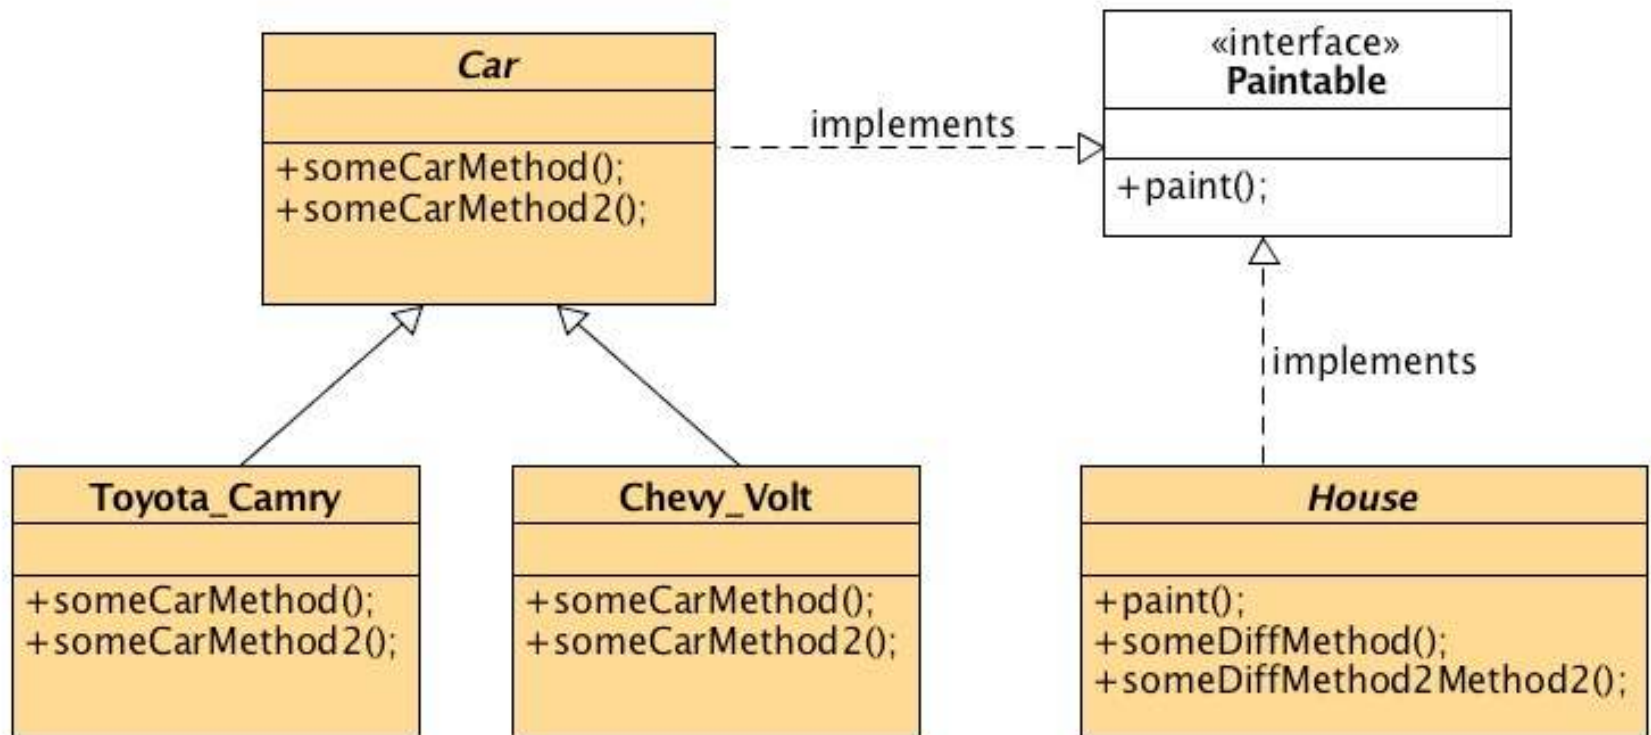 Car
+someCarMethod();
+someCarMethod2();
implements
«interface»
Paintable
+paint();
implements
Toyota_Camry
+someCarMethod();
+someCarMethod2();
Chevy_Volt
+someCarMethod();
+someCarMethod2();
House
+paint();
+someDiffMethod();
+someDiffMethod2Method2();